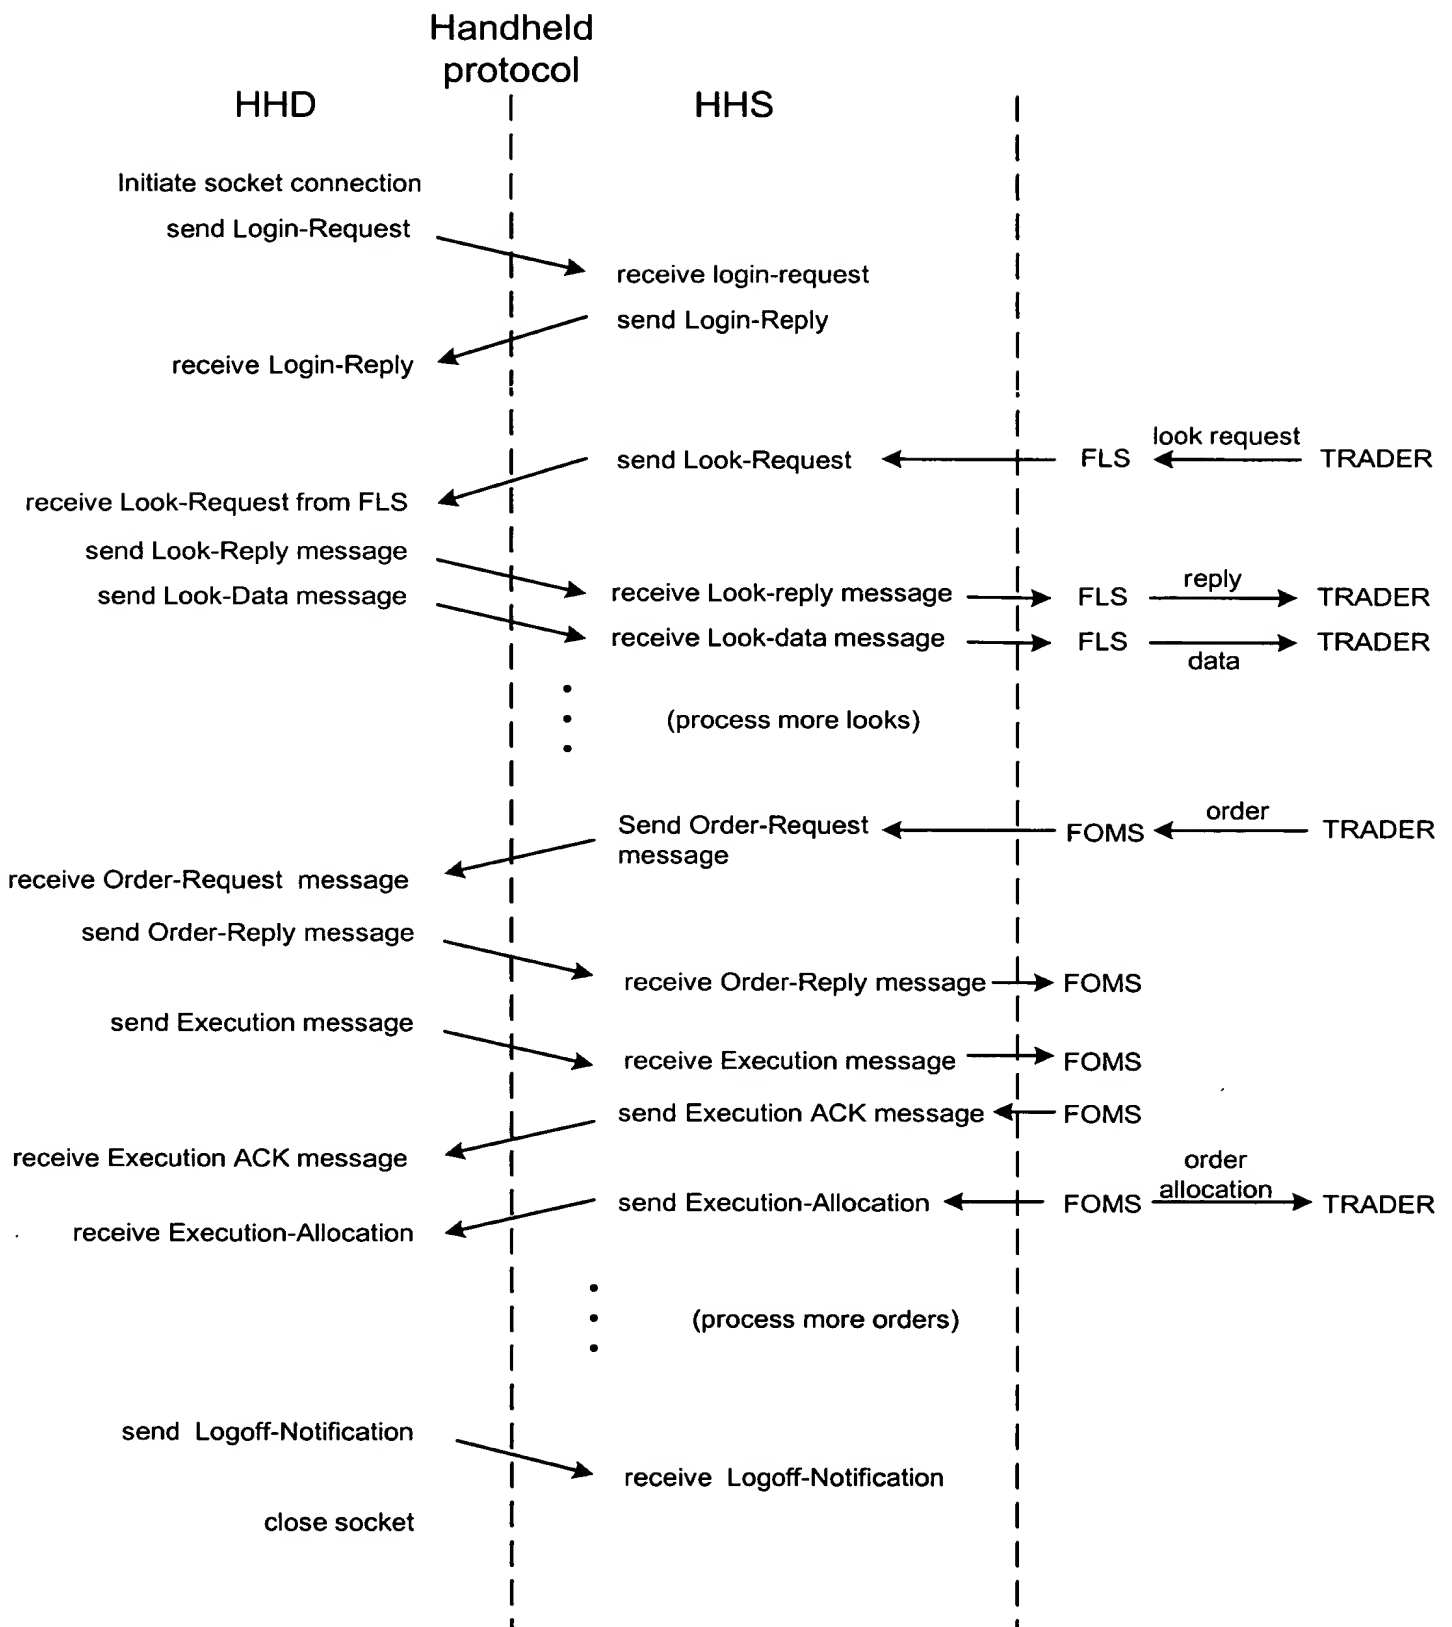 Handheld
protocol
HHD
HHS
Initiate socket connection
send Login-Request
receive login-request
send Login-Reply
receive Login-Reply
look request
send Look-Request
FLS
TRADER
receive Look-Request from FLS
send Look-Reply message
reply
receive Look-reply message
FLS
TRADER
send Look-Data message
receive Look-data message
FLS
TRADER
data
(process more looks)
order
Send Order-Request
message
FOMS
TRADER
receive Order-Request message
send Order-Reply message
receive Order-Reply message
FOMS
send Execution message
receive Execution message
FOMS
send Execution ACK message
FOMS
receive Execution ACK message
order
allocation
send Execution-Allocation
FOMS
TRADER
receive Execution-Allocation
(process more orders)
send Logoff-Notification
receive Logoff-Notification
close socket